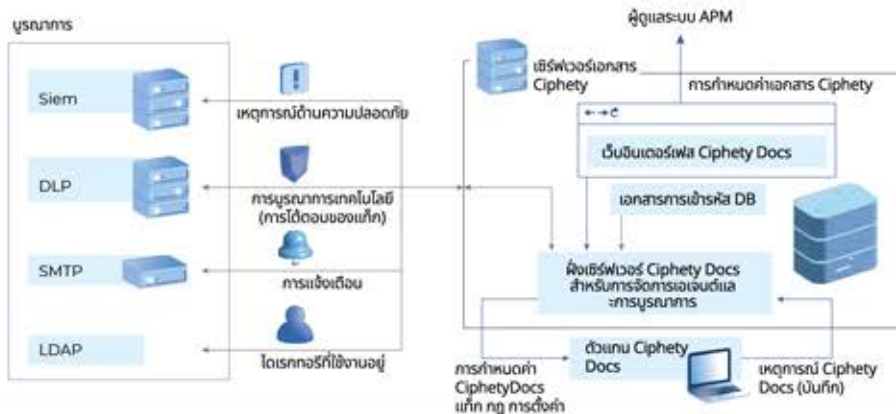 บูรณาการ
Siem
DLP
SMTP
LDAP
เหตุการณ์ด้านความปลอดภัย
การบูรณาการเทคโนโลยี
(การโต้ตอบของแท็ก)
การแจ้งเตือน
ไดเรกทอรีที่ใช้งานอยู่
ผู้ดูแลระบบ APM
เซิร์ฟเวอร์เอกสาร
Ciphety
การกำหนดค่าเอกสาร Ciphety
เว็บอินเตอร์เฟส Ciphety Docs
เอกสารการเข้ารหัส DB
ฝั่งเซิร์ฟเวอร์ Ciphety Docs
สำหรับการจัดการเอเจนต์แล
ะการบูรณาการ
การกำหนดค่า
CiphetyDocs
แท็ก กฎ การตั้งค่า
ตัวแทน Ciphety
Docs
เหตุการณ์ Ciphety
Docs (บันทึก)